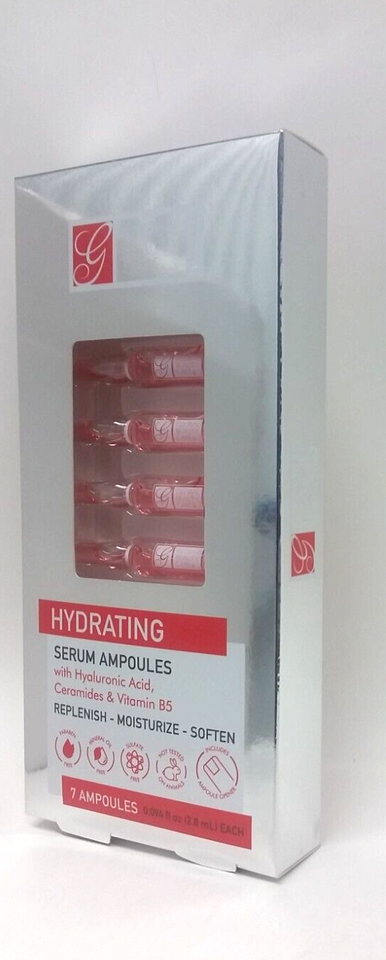 G
HYDRATING
SERUM AMPOULES
with Hyaluronic Acid,
Ceramides & Vitamin B5
REPLENISH - MOISTURIZE - SOFTEN
PARABEN FREE
MINERAL OIL FREE
SULFATE FREE
NOT TESTED ON ANIMALS
INCLUDES AMPOULE OPENER
7 AMPOULES 0.094 fl oz (2.8 mL) EACH
G